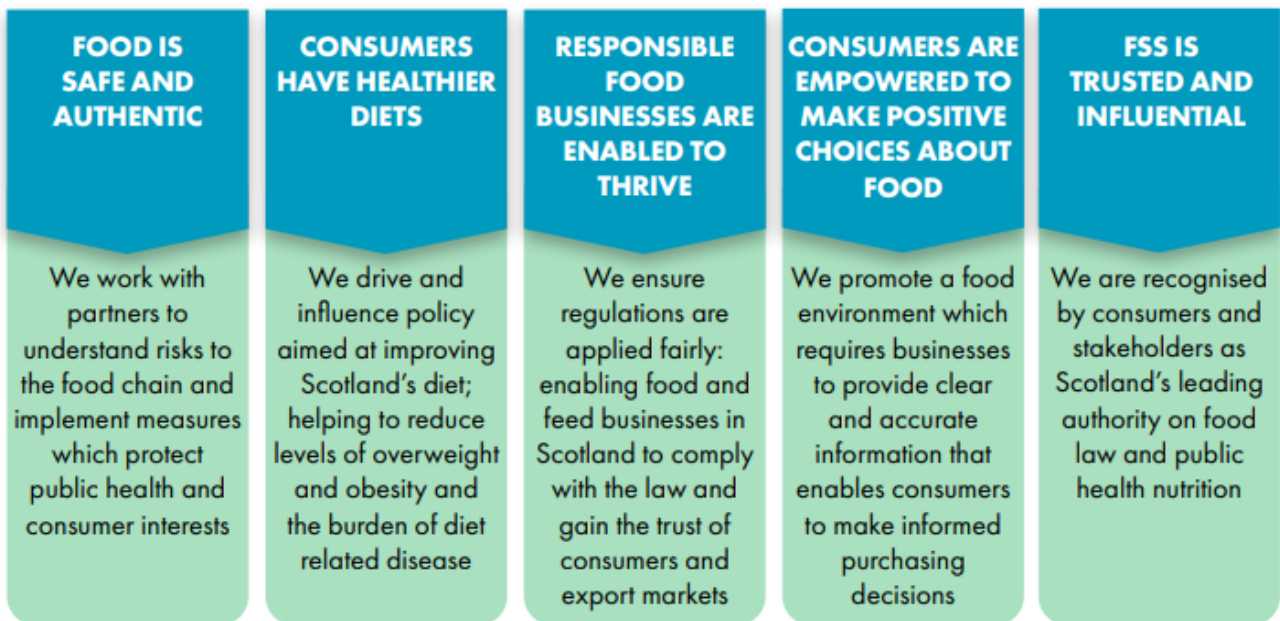 FOOD IS
SAFE AND
AUTHENTIC
We work with
partners to
understand risks to
the food chain and
implement measures
which protect
public health and
consumer interests
CONSUMERS
HAVE HEALTHIER
DIETS
We drive and
influence policy
aimed at improving
Scotland’s diet;
helping to reduce
levels of overweight
and obesity and
the burden of diet
related disease
RESPONSIBLE
FOOD
BUSINESSES ARE
ENABLED TO
THRIVE
We ensure
regulations are
applied fairly:
enabling food and
feed businesses in
Scotland to comply
with the law and
gain the trust of
consumers and
export markets
CONSUMERS ARE
EMPOWERED TO
MAKE POSITIVE
CHOICES ABOUT
FOOD
We promote a food
environment which
requires businesses
to provide clear
and accurate
information that
enables consumers
to make informed
purchasing
decisions
FSS IS
TRUSTED AND
INFLUENTIAL
We are recognised
by consumers and
stakeholders as
Scotland’s leading
authority on food
law and public
health nutrition